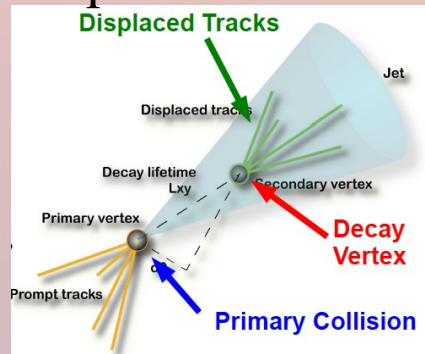 Displaced Tracks
Jet
Displaced tracks
Decay lifetime
Lxy
Secondary vertex
Primary vertex
Decay
Vertex
Prompt tracks
Primary Collision